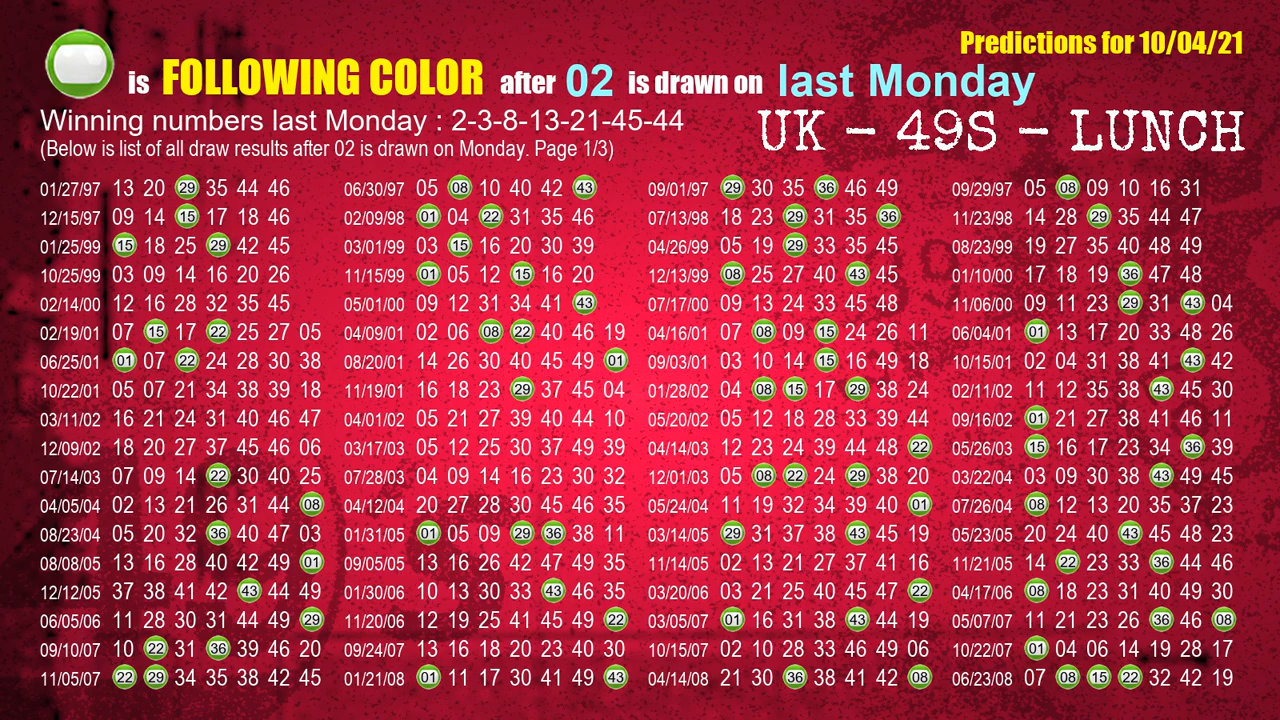 Predictions for 10/04/21
is FOLLOWING COLOR after 02 is drawn on last Monday
Winning numbers last Monday : 2-3-8-13-21-45-44
UK - 49S - LUNCH
(Below is list of all draw results after 02 is drawn on Monday. Page 1/3)
01/27/97 13 20 29 35 44 46 06/30/97 05 08 10 40 42 43 09/01/97 29 30 35 36 46 49 09/29/97 05 08 09 10 16 31
12/15/97 09 14 15 17 18 46 02/09/98 01 04 22 31 35 46 07/13/98 18 23 29 31 35 36 11/23/98 14 28 29 35 44 47
01/25/99 15 18 25 29 42 45 03/01/99 03 15 16 20 30 39 04/26/99 05 19 29 33 35 45 08/23/99 19 27 35 40 48 49
10/25/99 03 09 14 16 20 26 11/15/99 01 05 12 15 16 20 12/13/99 08 25 27 40 43 45 01/10/00 17 18 19 36 47 48
02/14/00 12 16 28 32 35 45 05/01/00 09 12 31 34 41 43 07/17/00 09 13 24 33 45 48 11/06/00 09 11 23 29 31 43 04
02/19/01 07 15 17 22 25 27 05 04/09/01 02 06 08 22 40 46 19 04/16/01 07 08 09 15 24 26 11 06/04/01 01 13 17 20 33 48 26
06/25/01 01 07 22 24 28 30 38 08/20/01 14 26 30 40 45 49 01 09/03/01 03 10 14 15 16 49 18 10/15/01 02 04 31 38 41 43 42
10/22/01 05 07 21 34 38 39 18 11/19/01 16 18 23 29 37 45 04 01/28/02 04 08 15 17 29 38 24 02/11/02 11 12 35 38 43 45 30
03/11/02 16 21 24 31 40 46 47 04/01/02 05 21 27 39 40 44 10 05/20/02 05 12 18 28 33 39 44 09/16/02 01 21 27 38 41 46 11
12/09/02 18 20 27 37 45 46 06 03/17/03 05 12 25 30 37 49 39 04/14/03 12 23 24 39 44 48 22 05/26/03 15 16 17 23 34 36 39
07/14/03 07 09 14 22 30 40 25 07/28/03 04 09 14 16 23 30 32 12/01/03 05 08 22 24 29 38 20 03/22/04 03 09 30 38 43 49 45
04/05/04 02 13 21 26 31 44 08 04/12/04 20 27 28 30 45 46 35 05/24/04 11 19 32 34 39 40 01 07/26/04 08 12 13 20 35 37 23
08/23/04 05 20 32 36 40 47 03 01/31/05 01 05 09 29 36 38 11 03/14/05 29 31 37 38 43 45 19 05/23/05 20 24 40 43 45 48 23
08/08/05 13 16 28 40 42 49 01 09/05/05 13 16 26 42 47 49 35 11/14/05 02 13 21 27 37 41 16 11/21/05 14 22 23 33 36 44 46
12/12/05 37 38 41 42 43 44 49 01/30/06 10 13 30 33 43 46 35 03/20/06 03 21 25 40 45 47 22 04/17/06 08 18 23 31 40 49 30
06/05/06 11 28 30 31 44 49 29 11/20/06 12 19 25 41 45 49 22 03/05/07 01 16 31 38 43 44 19 05/07/07 11 21 23 26 36 46 08
09/10/07 10 22 31 36 39 46 20 09/24/07 13 16 18 20 23 40 30 10/15/07 02 10 28 33 46 49 06 10/22/07 01 04 06 14 19 28 17
11/05/07 22 29 34 35 38 42 45 01/21/08 01 11 17 30 41 49 43 04/14/08 21 30 36 38 41 42 08 06/23/08 07 08 15 22 32 42 19